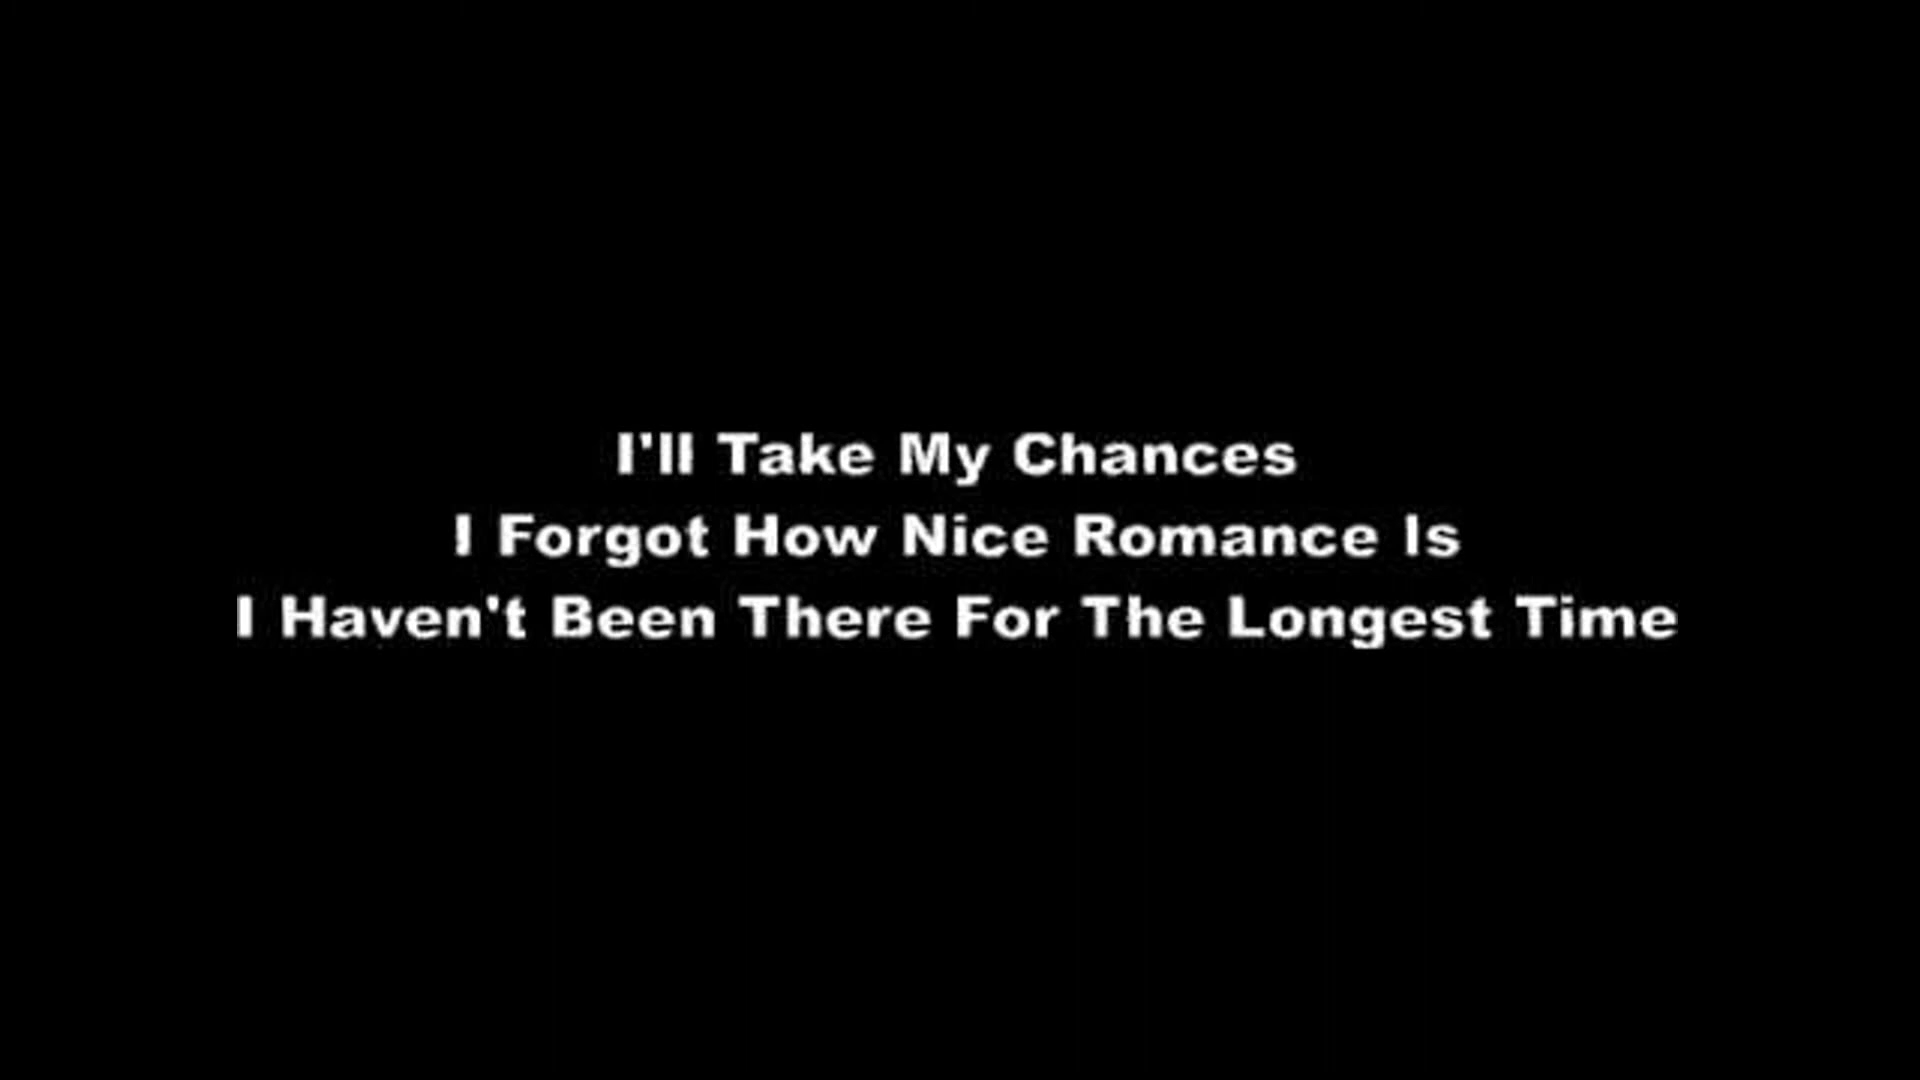 I'll Take My Chances
I Forgot How Nice Romance Is
I Haven't Been There For The Longest Time